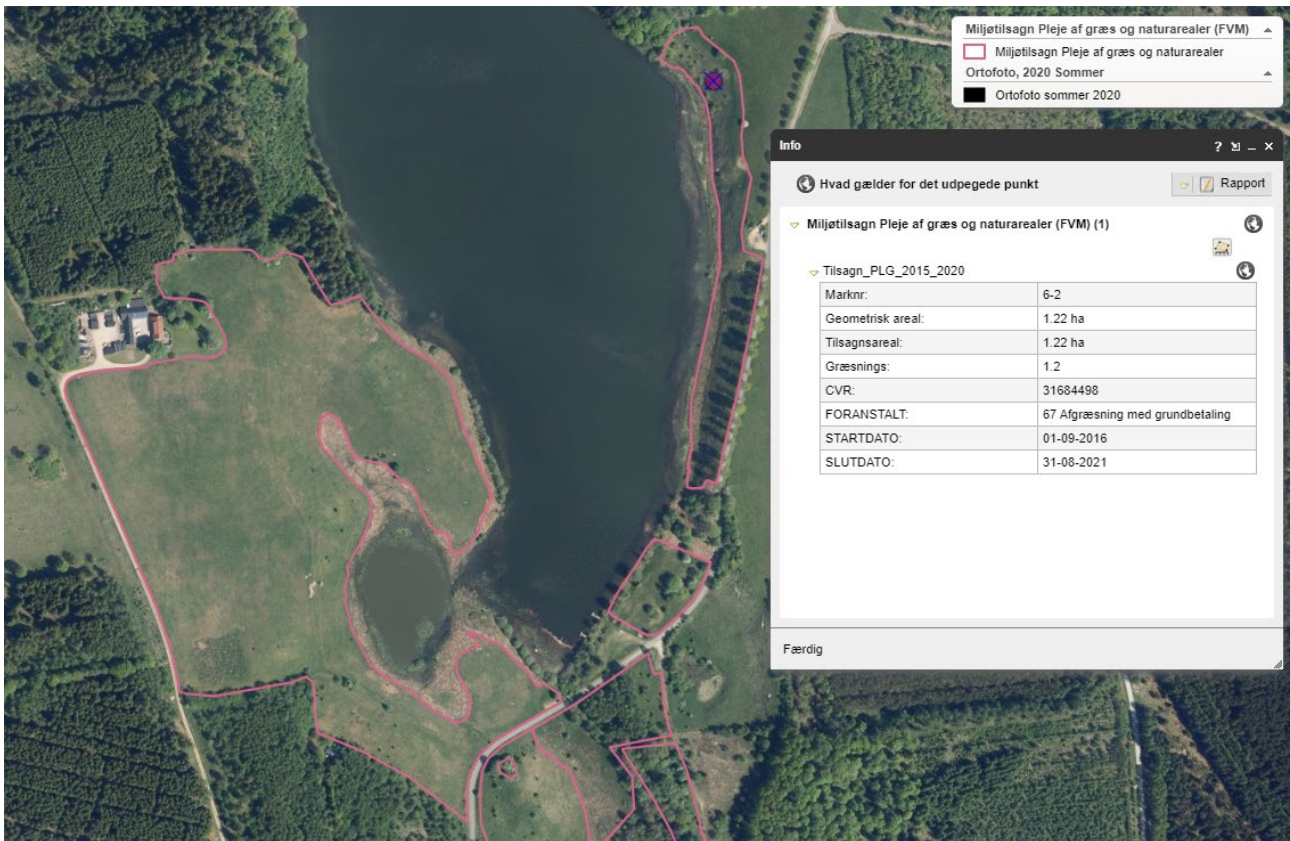 Miljøtilsagn Pleje af græs og naturarealer (FVM)
Miljøtilsagn Pleje af græs og naturarealer
Ortofoto, 2020 Sommer
Ortofoto sommer 2020
Info
Hvad gælder for det udpegede punkt
Rapport
Miljøtilsagn Pleje af græs og naturarealer (FVM) (1)
Tilsagn_PLG_2015_2020
Marknr: 6-2
Geometrisk areal: 1.22 ha
Tilsagnsareal: 1.22 ha
Græsnings: 1.2
CVR: 31684498
FORANSTALT: 67 Afgræsning med grundbetaling
STARTDATO: 01-09-2016
SLUTDATO: 31-08-2021
Færdig